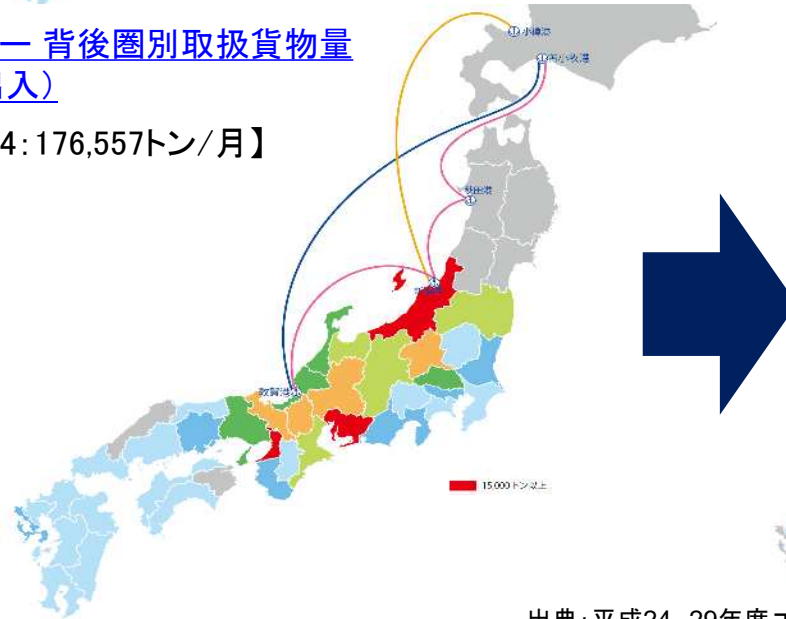 ー 背後圏別取扱貨物量
入)
4:176,557トン/月】
小樽港
苫小牧港
秋田港
敦賀港
15,000トン以上
出典:平成24